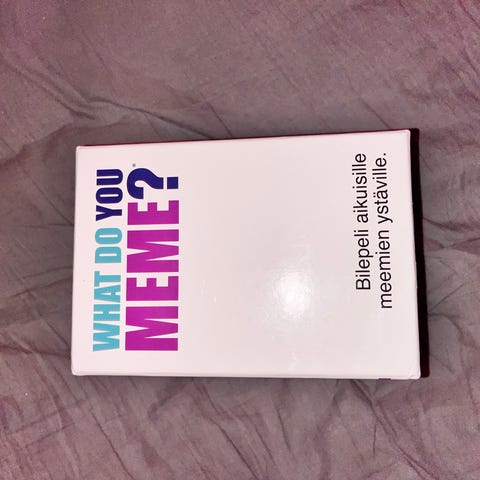 WHAT DO YOU
MEME?®
Bilepeli aikuisille
meemien ystäville.